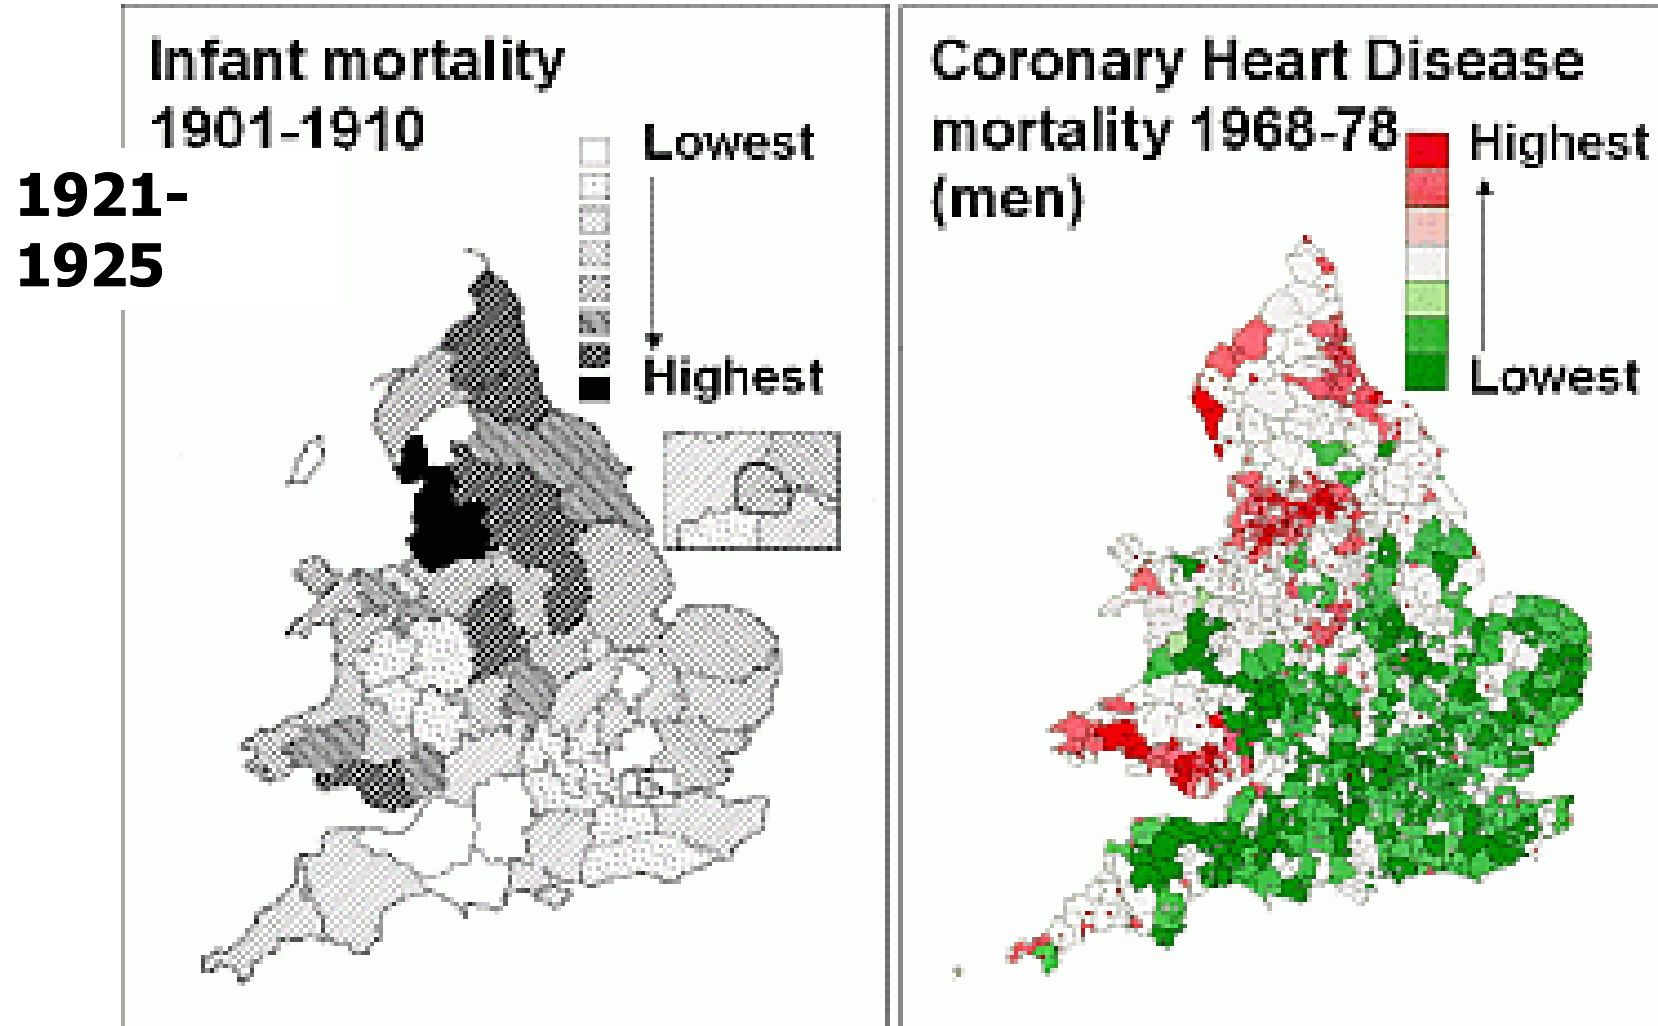 Infant mortality
1901-1910
1921-
1925
Lowest
Highest
Coronary Heart Disease
mortality 1968-78
(men)
Highest
Lowest